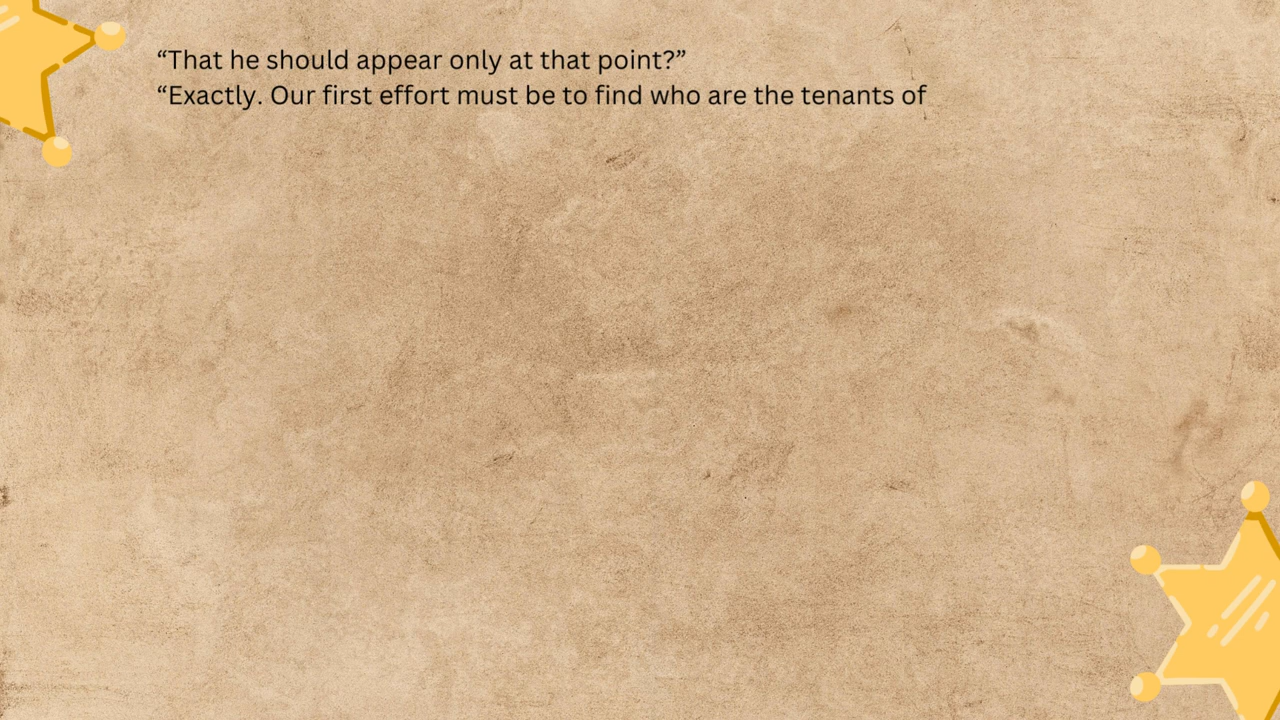 “That he should appear only at that point?”
“Exactly. Our first effort must be to find who are the tenants of